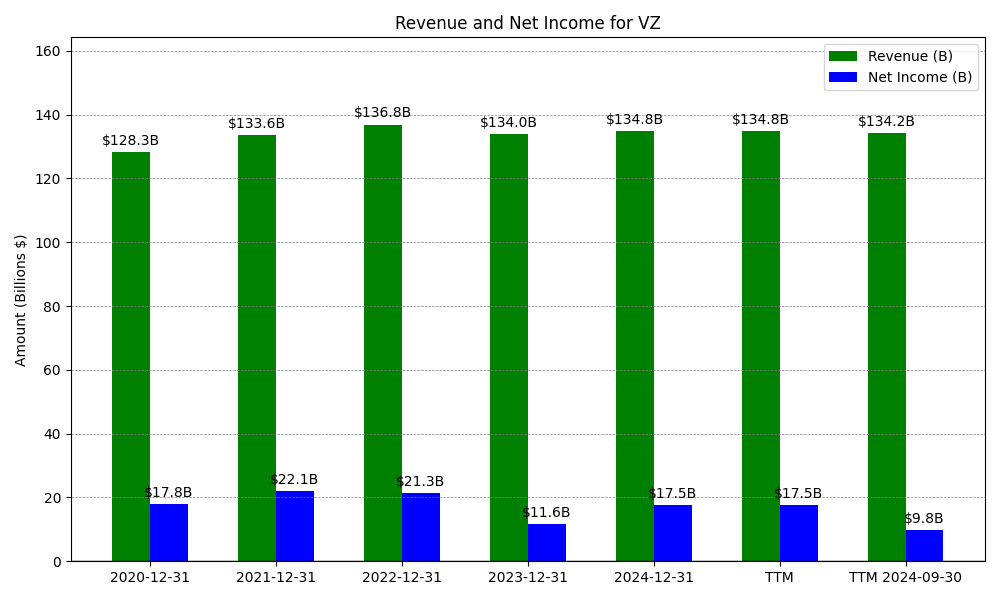 Revenue and Net Income for VZ
Revenue (B)
Net Income (B)
Amount (Billions $)
160
140
120
100
80
60
40
20
0
$128.3B
$133.6B
$136.8B
$134.0B
$134.8B
$134.8B
$134.2B
$17.8B
$22.1B
$21.3B
$11.6B
$17.5B
$17.5B
$9.8B
2020-12-31
2021-12-31
2022-12-31
2023-12-31
2024-12-31
TTM
TTM 2024-09-30